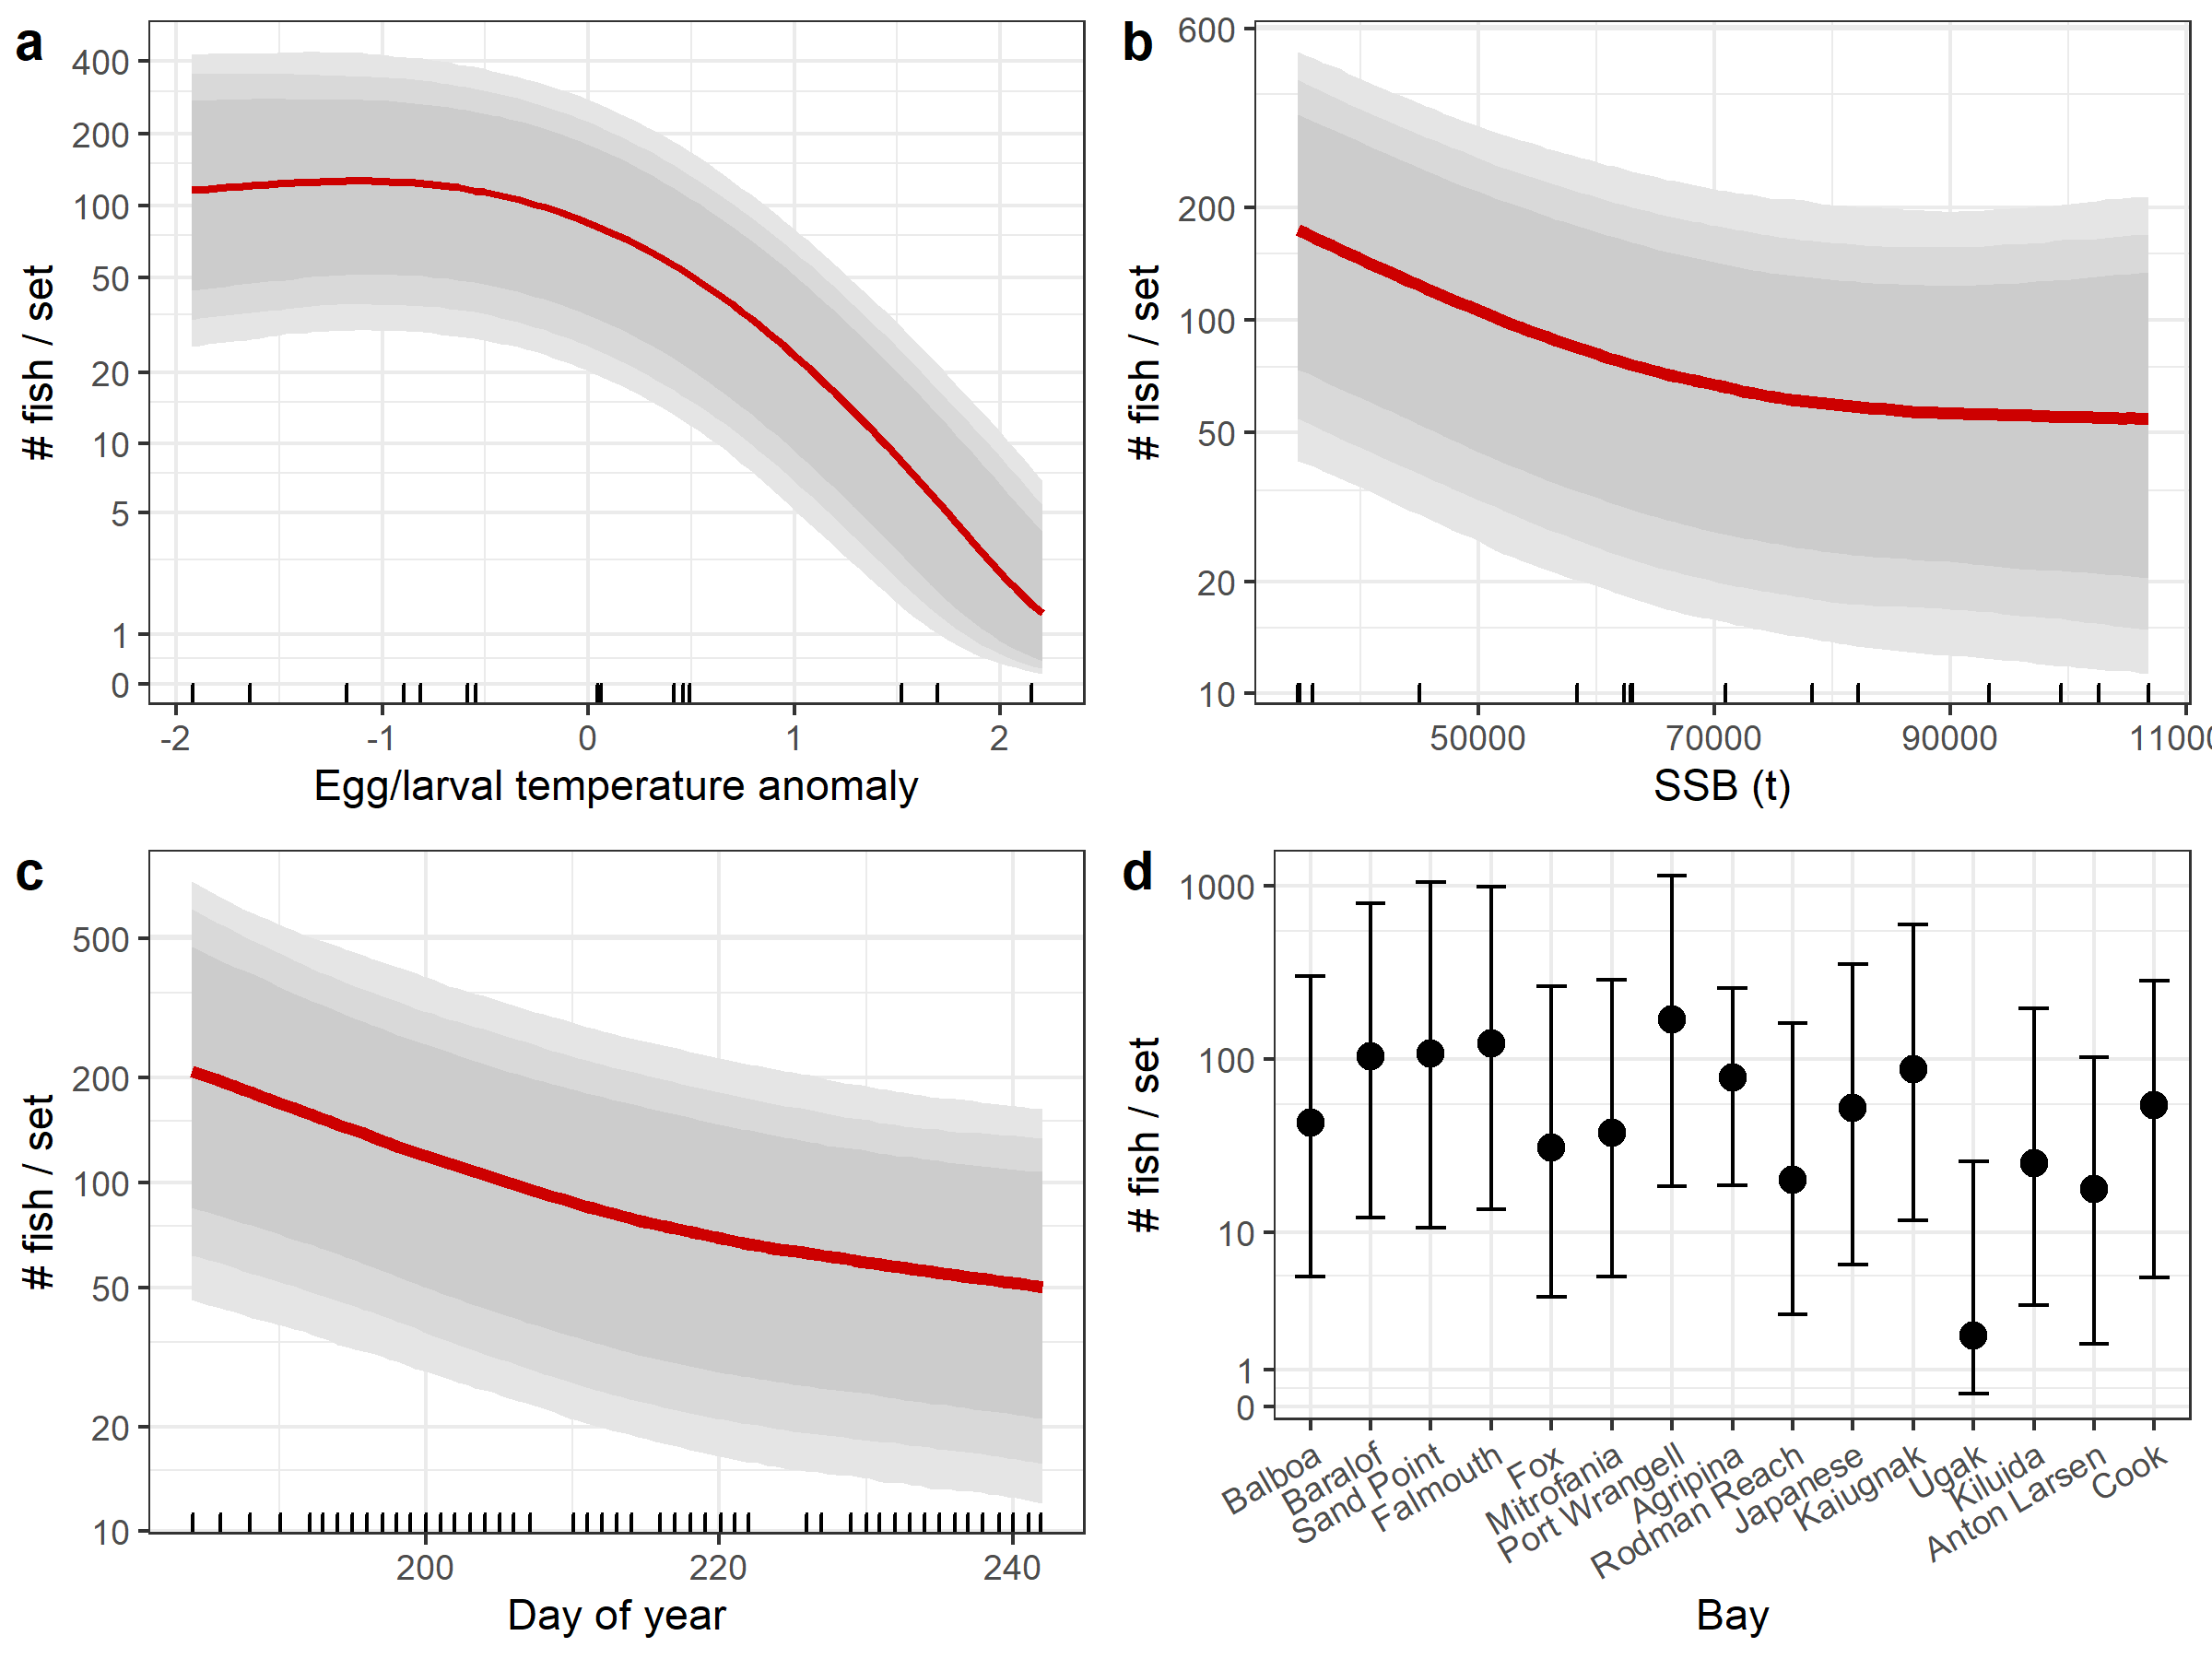 a
400
200
100
50
20
10
5
1
0
# fish / set
-2 -1 0 1 2
Egg/larval temperature anomaly
b
600
200
100
50
20
10
# fish / set
50000 70000 90000 11000
SSB (t)
c
500
200
100
50
20
10
# fish / set
200 220 240
Day of year
d
1000
100
10
1
0
# fish / set
Balboa
Baralof
Sand Point
Falmouth
Fox
Mitrofania
Port Wrangell
Agripina
Rodman Reach
Japanese
Kaiugnak
Ugak
Kiluida
Anton Larsen
Cook
Bay